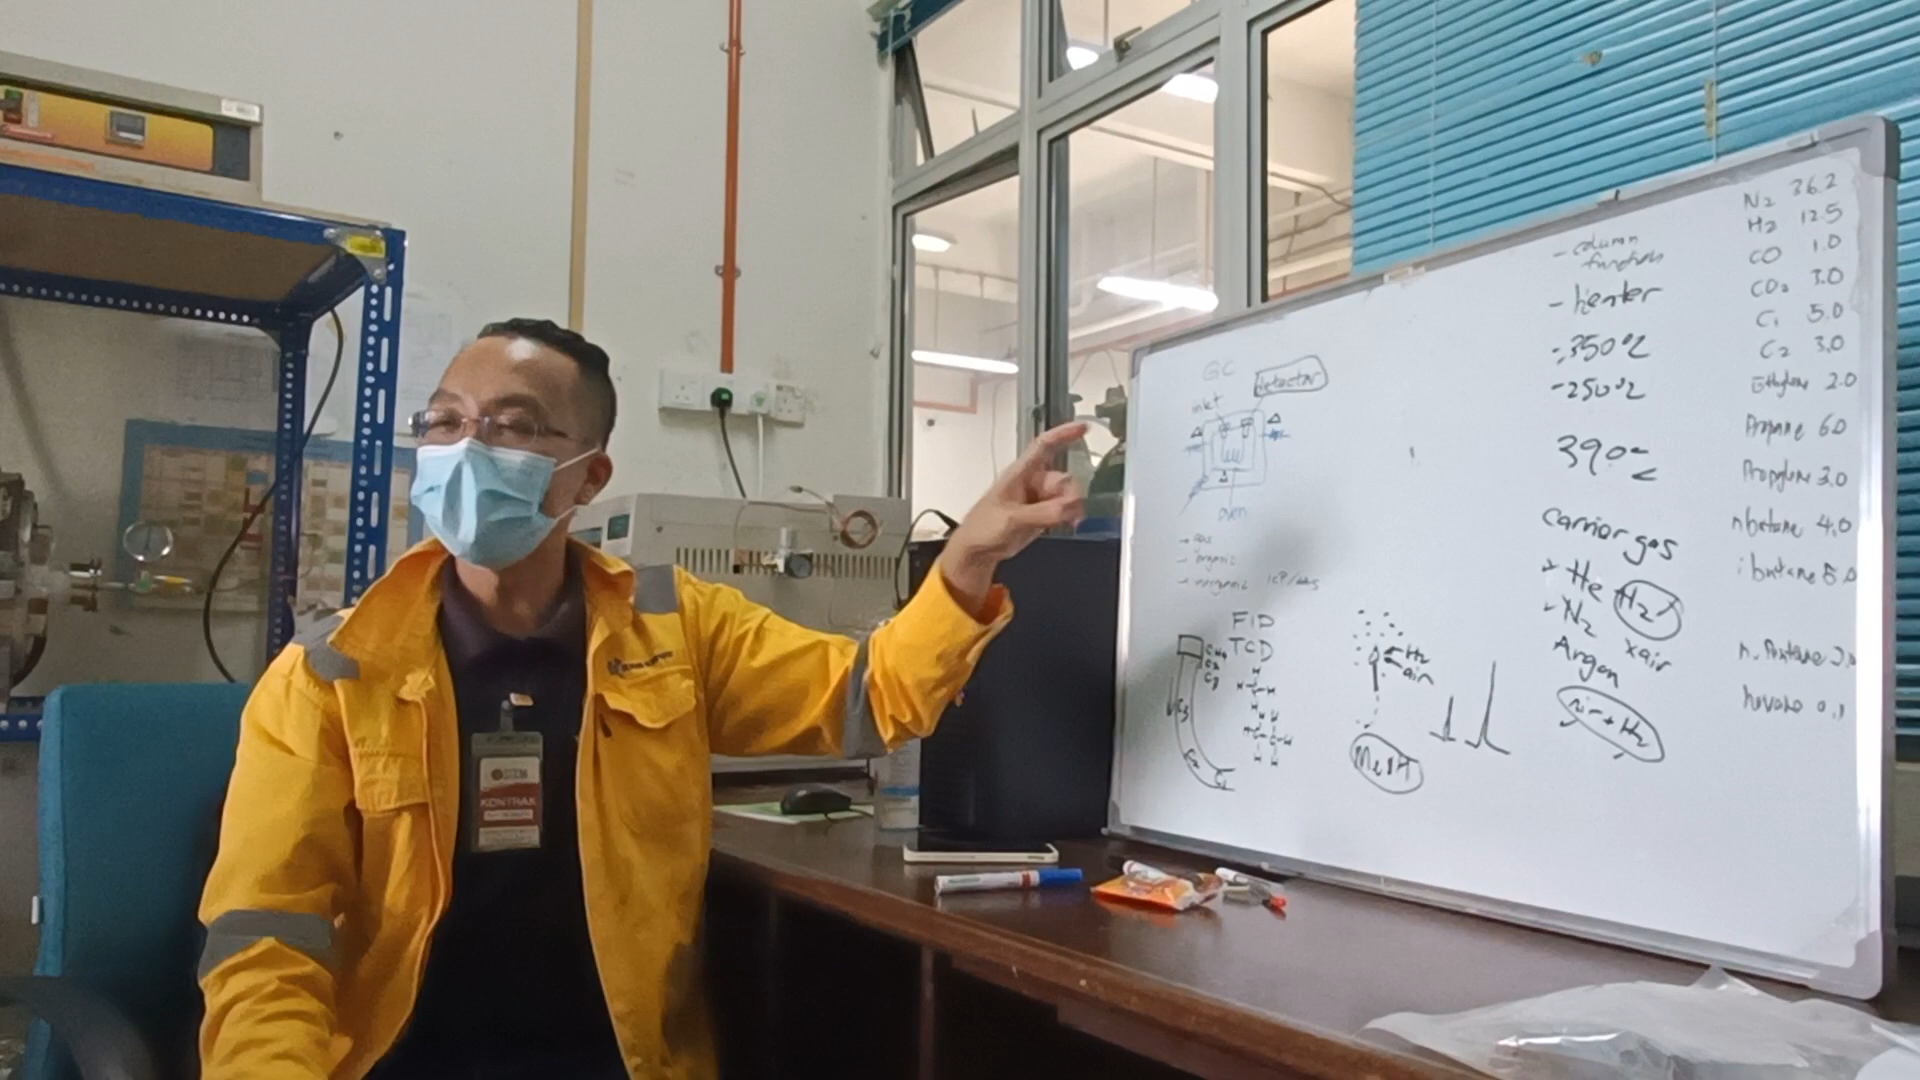 GC
detector
inlet
oven
→ gas
- organic
- inorganic ICP/
FID
TCD
CH4
C2
C3
C3
C2
C1
H2
air
MeOH
- column
function
- heater
- 350°C
- 250°C
390°C
carrier gas
He H2
N2 x air
Argon
air + H2
N2 36.2
H2 12.5
CO 1.0
CO2 3.0
C1 5.0
C2 3.0
Ethylene 2.0
Propane 6.0
Propylene 3.0
n butane 4.0
i butane 5.0
n. Pentane
hexane 0.1
KONTRAK